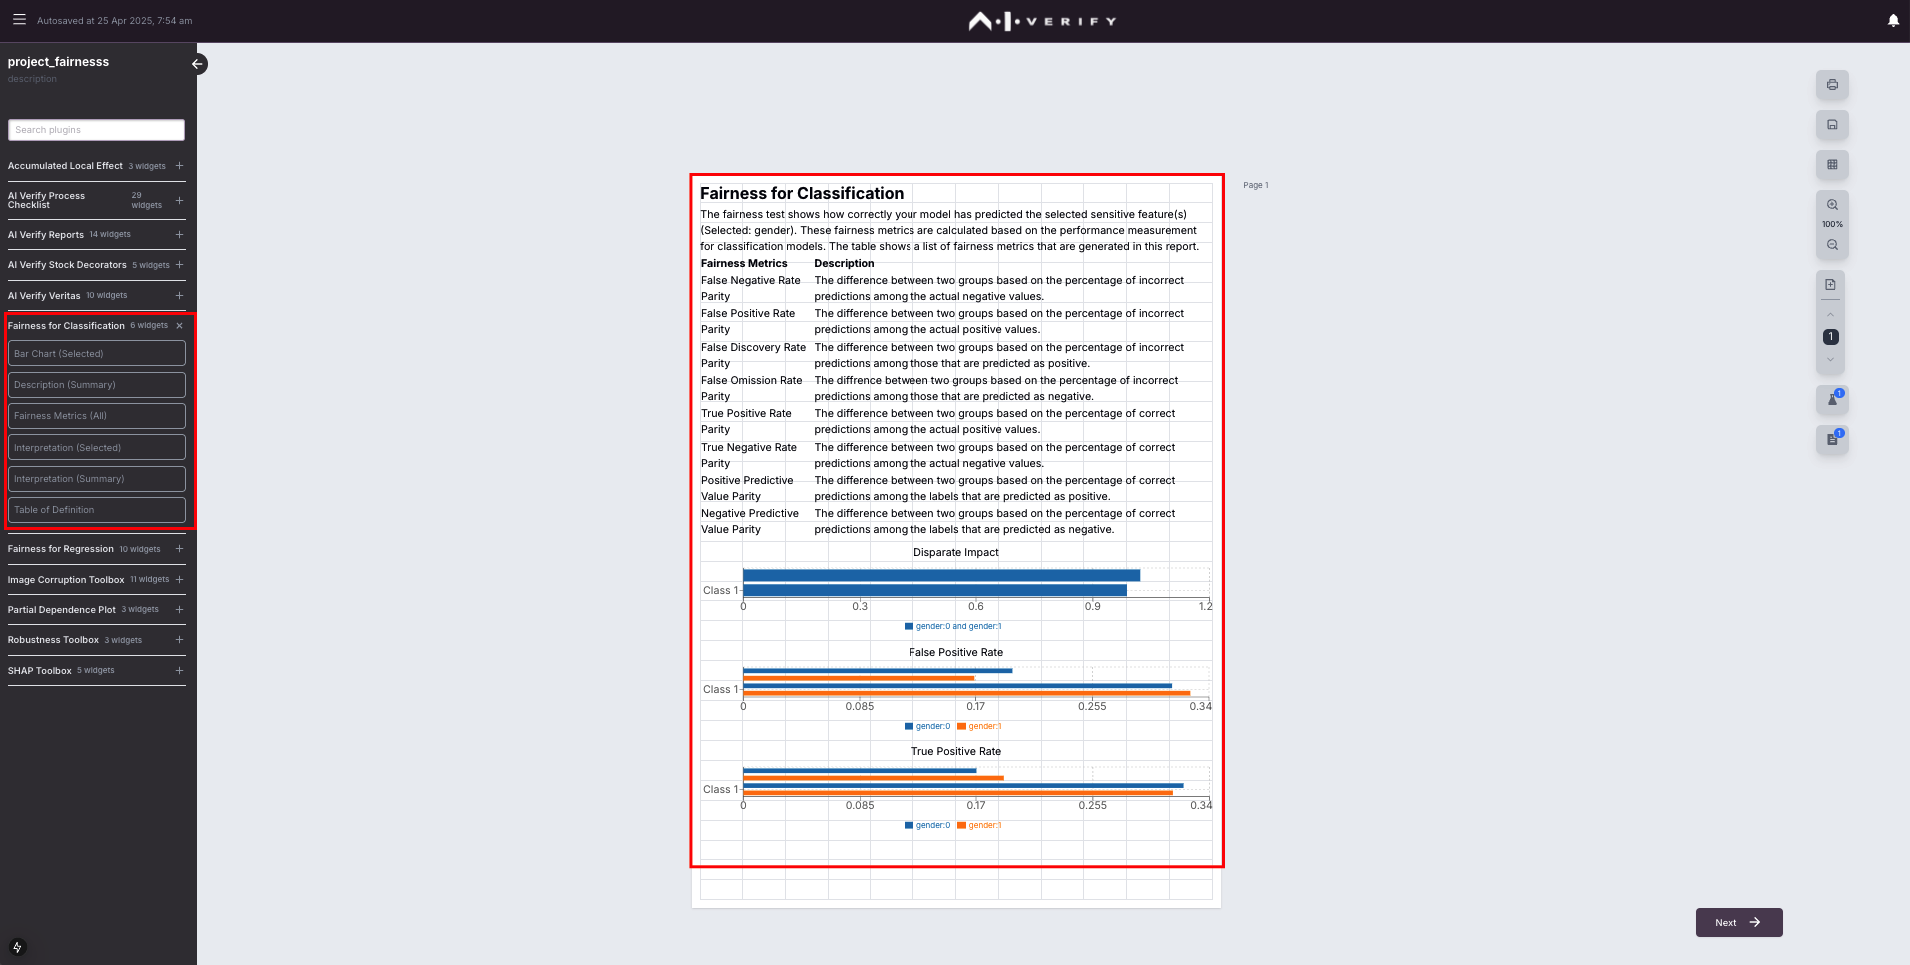 Autosaved at 25 Apr 2025, 7:54 am
VERIFY
project_fairnesss
description
Search plugins
Accumulated Local Effect 3 widgets
AI Verify Process Checklist 29 widgets
AI Verify Reports 14 widgets
AI Verify Stock Decorators 5 widgets
AI Verify Veritas 10 widgets
Fairness for Classification 6 widgets
Bar Chart (Selected)
Description (Summary)
Fairness Metrics (All)
Interpretation (Selected)
Interpretation (Summary)
Table of Definition
Fairness for Regression 10 widgets
Image Corruption Toolbox 11 widgets
Partial Dependence Plot 3 widgets
Robustness Toolbox 3 widgets
SHAP Toolbox 5 widgets
Fairness for Classification
The fairness test shows how correctly your model has predicted the selected sensitive feature(s)
(Selected: gender). These fairness metrics are calculated based on the performance measurement
for classification models. The table shows a list of fairness metrics that are generated in this report.
Fairness Metrics Description
False Negative Rate The difference between two groups based on the percentage of incorrect
Parity predictions among the actual negative values.
False Positive Rate The difference between two groups based on the percentage of incorrect
Parity predictions among the actual positive values.
False Discovery Rate The difference between two groups based on the percentage of incorrect
Parity predictions among those that are predicted as positive.
False Omission Rate The diffrence between two groups based on the percentage of incorrect
Parity predictions among those that are predicted as negative.
True Positive Rate The difference between two groups based on the percentage of correct
Parity predictions among the actual positive values.
True Negative Rate The difference between two groups based on the percentage of correct
Parity predictions among the actual negative values.
Positive Predictive The difference between two groups based on the percentage of correct
Value Parity predictions among the labels that are predicted as positive.
Negative Predictive The difference between two groups based on the percentage of correct
Value Parity predictions among the labels that are predicted as negative.
Disparate Impact
Class 1
0 0.3 0.6 0.9 1.2
gender:0 and gender:1
False Positive Rate
Class 1
0 0.085 0.17 0.255 0.34
gender:0 gender:1
True Positive Rate
Class 1
0 0.085 0.17 0.255 0.34
gender:0 gender:1
Page 1
100%
1
1
1
Next